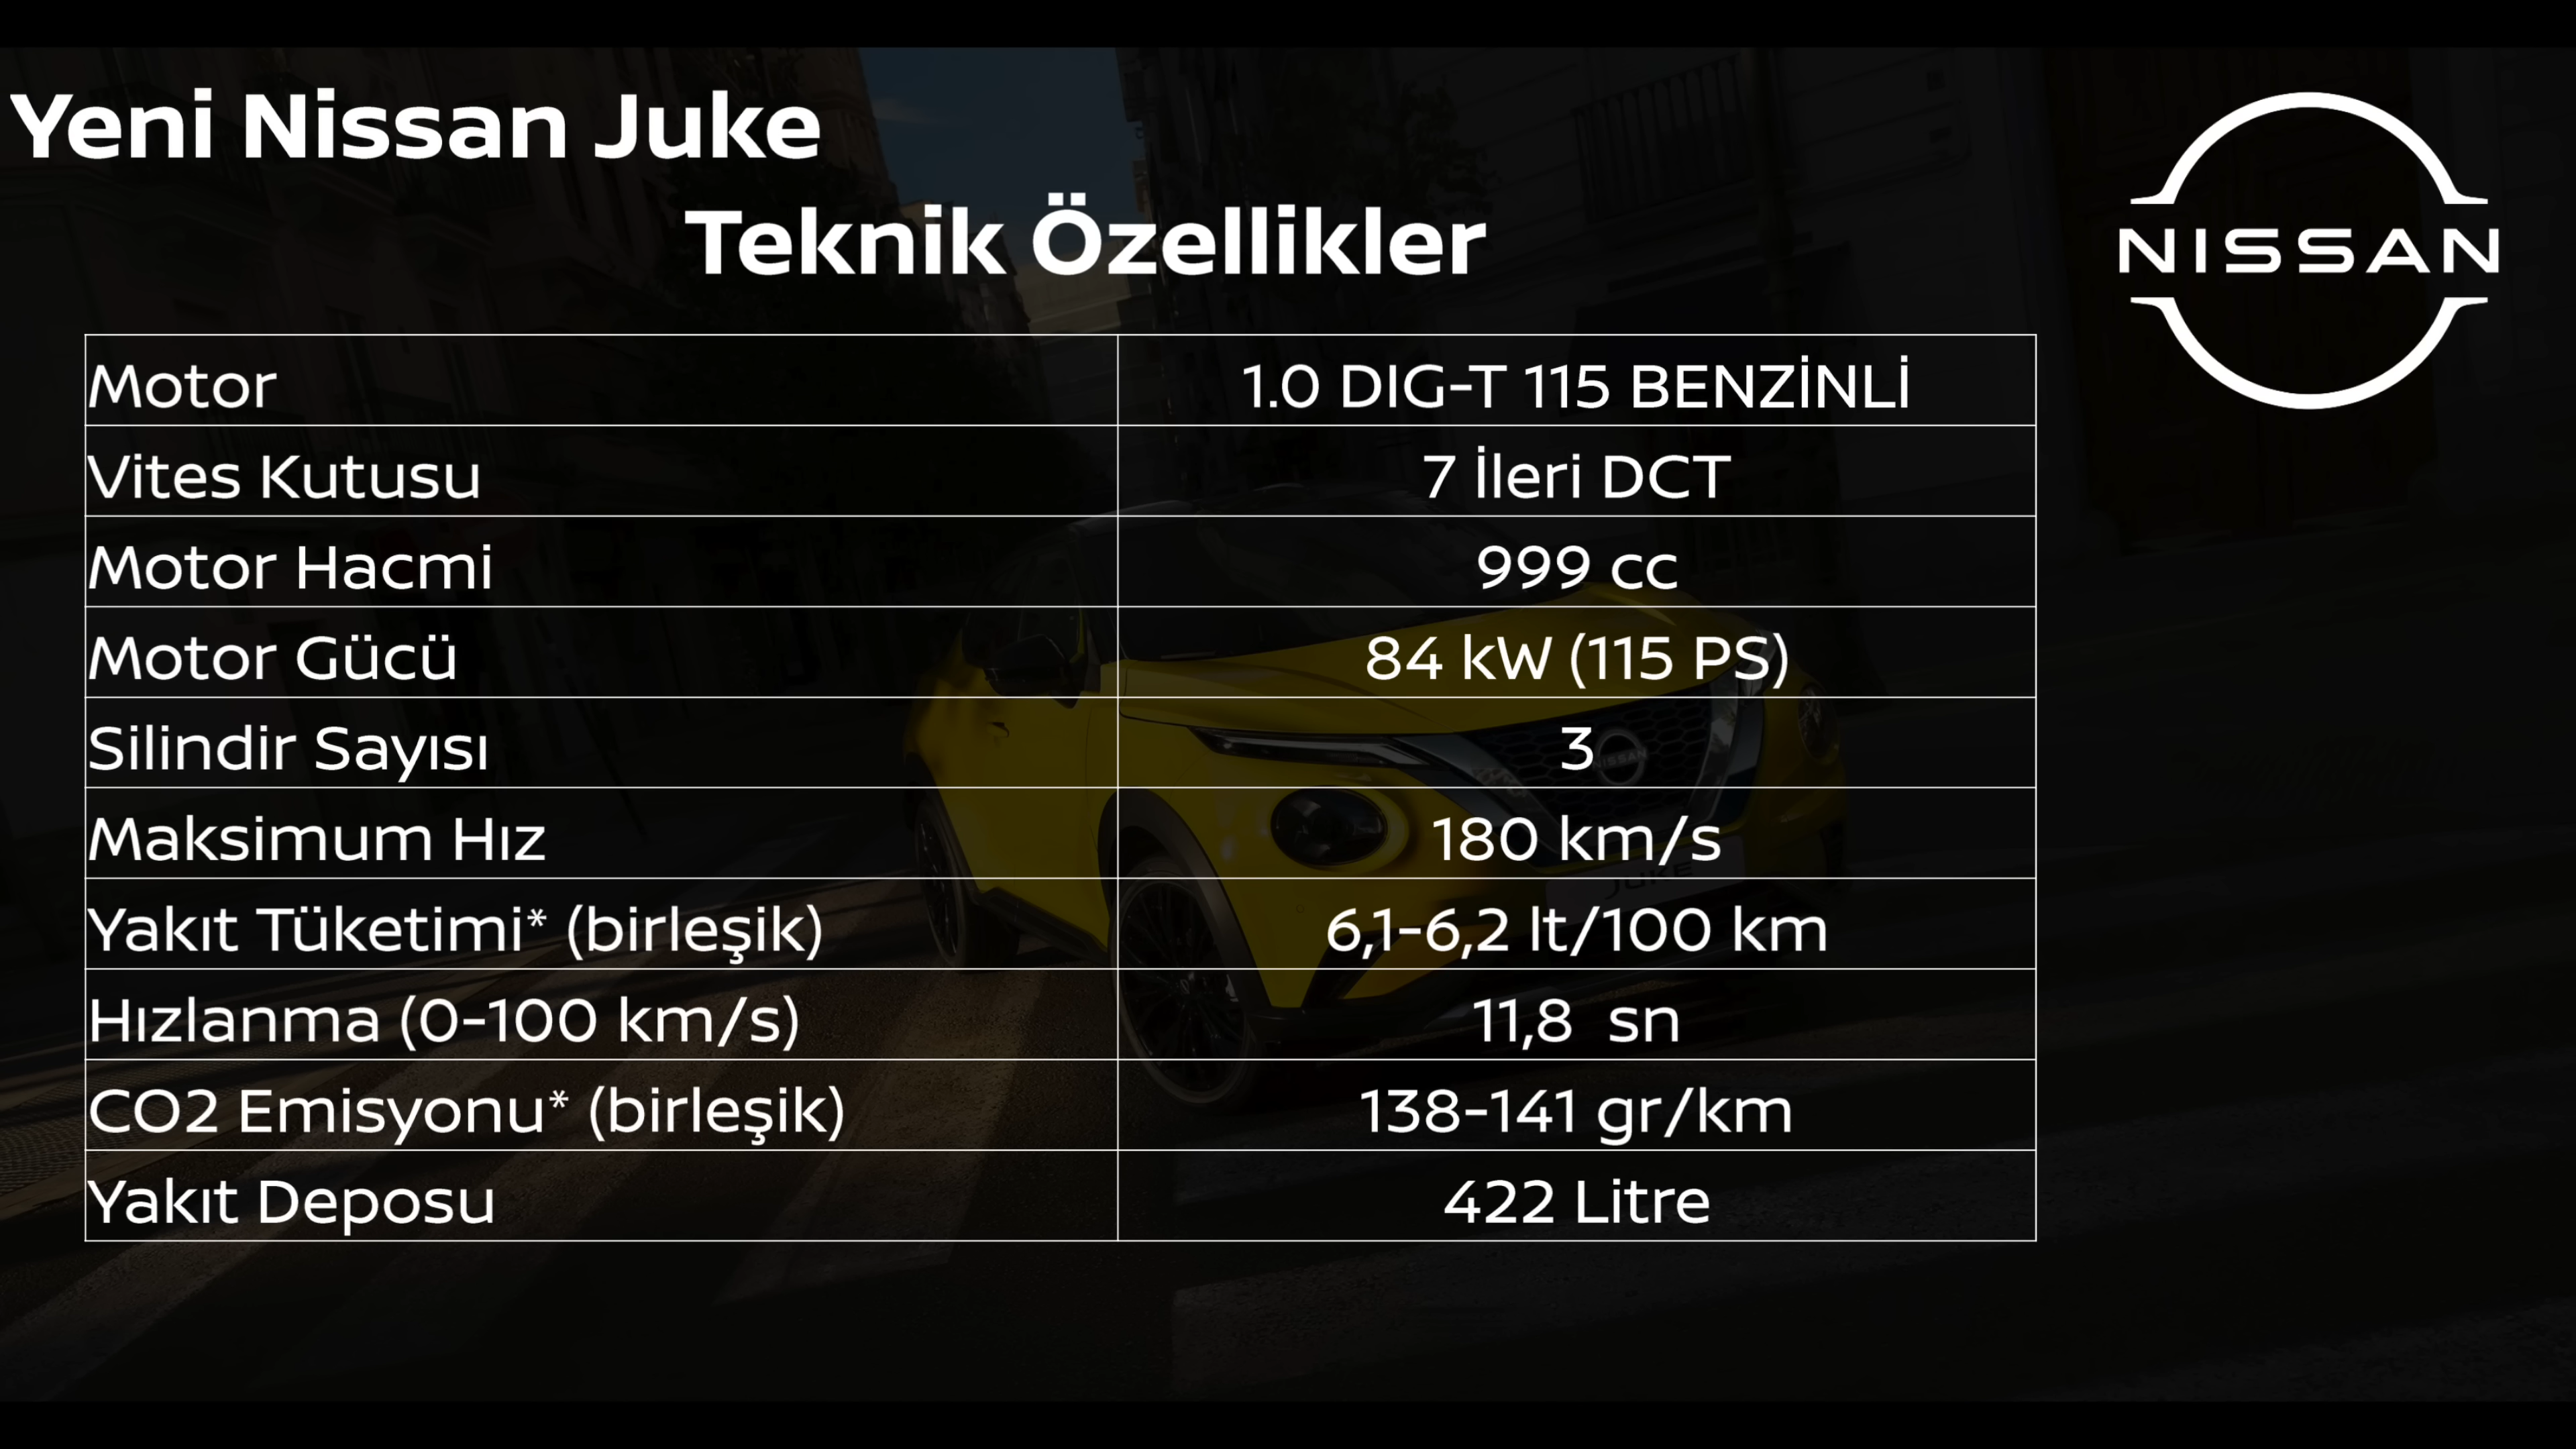 Yeni Nissan Juke
Teknik Özellikler
NISSAN
Motor 1.0 DIG-T 115 BENZİNLİ
Vites Kutusu 7 İleri DCT
Motor Hacmi 999 cc
Motor Gücü 84 kW (115 PS)
Silindir Sayısı 3
NISSAN
Maksimum Hız 180 km/s
JUKE
Yakıt Tüketimi* (birleşik) 6,1-6,2 lt/100 km
Hızlanma (0-100 km/s) 11,8 sn
CO2 Emisyonu* (birleşik) 138-141 gr/km
Yakıt Deposu 422 Litre